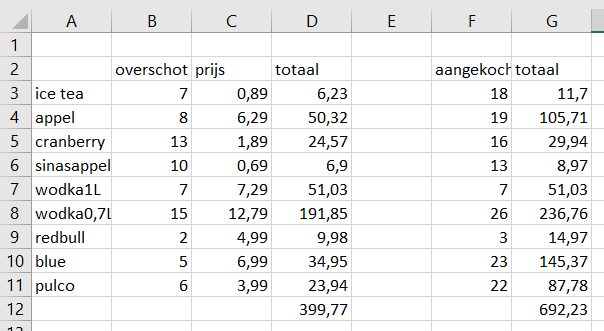 A B C D E F G
1
2 overschot prijs totaal aangekoch totaal
3 ice tea 7 0,89 6,23 18 11,7
4 appel 8 6,29 50,32 19 105,71
5 cranberry 13 1,89 24,57 16 29,94
6 sinasappel 10 0,69 6,9 13 8,97
7 wodka1L 7 7,29 51,03 7 51,03
8 wodka0,7L 15 12,79 191,85 26 236,76
9 redbull 2 4,99 9,98 3 14,97
10 blue 5 6,99 34,95 23 145,37
11 pulco 6 3,99 23,94 22 87,78
12 399,77 692,23